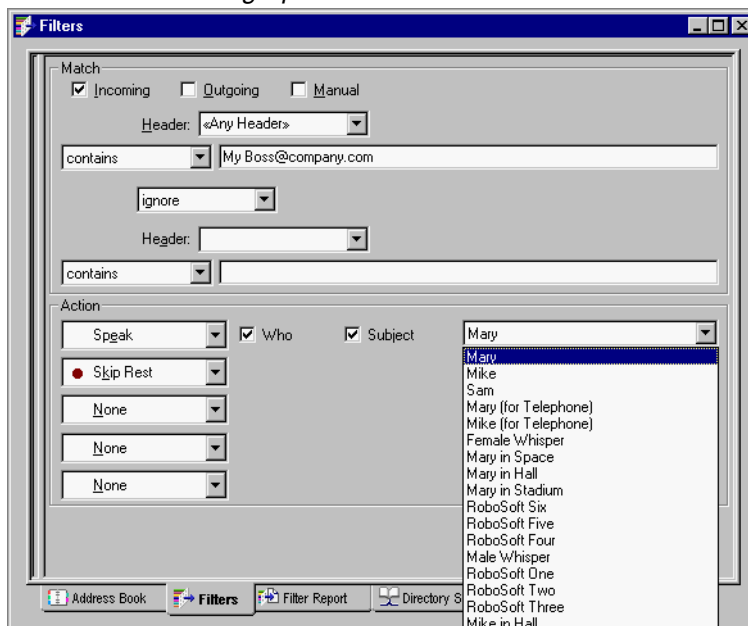 Filters
Match
Incoming Outgoing Manual
Header: «Any Header»
contains My Boss@company.com
ignore
Header:
contains
Action
Speak Who Subject Mary
Skip Rest
None
None
None
Mary
Mike
Sam
Mary (for Telephone)
Mike (for Telephone)
Female Whisper
Mary in Space
Mary in Hall
Mary in Stadium
RoboSoft Six
RoboSoft Five
RoboSoft Four
Male Whisper
RoboSoft One
RoboSoft Two
RoboSoft Three
Mike in Hall
Address Book Filters Filter Report Directory S